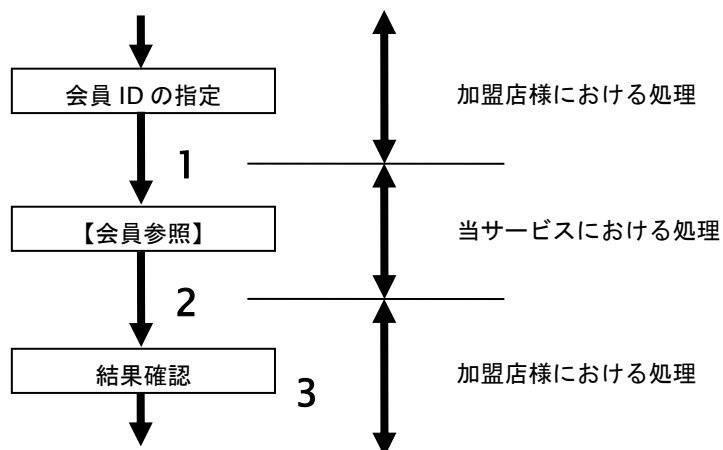 会員 ID の指定
加盟店様における処理
1
【会員参照】
当サービスにおける処理
2
結果確認
加盟店様における処理
3